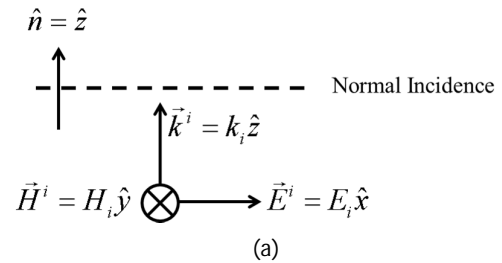 n̂ = ẑ
Normal Incidence
k⃗ⁱ = kᵢẑ
H⃗ⁱ = Hᵢŷ
E⃗ⁱ = Eᵢx̂
(a)